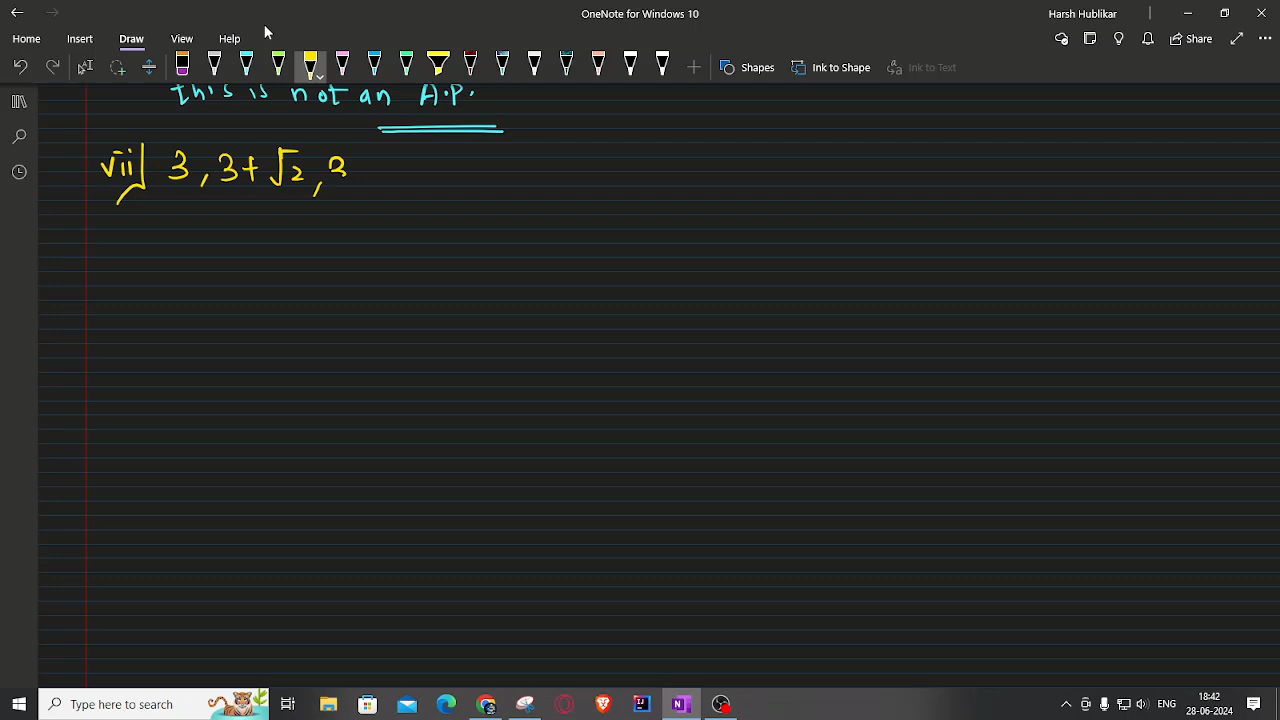 OneNote for Windows 10
Harsh Hublikar
Home Insert Draw View Help
Share
Shapes
Ink to Shape
Ink to Text
this is not an A.P.
vii) 3, 3+√2, 3
Type here to search
ENG
18:42
28-06-2024